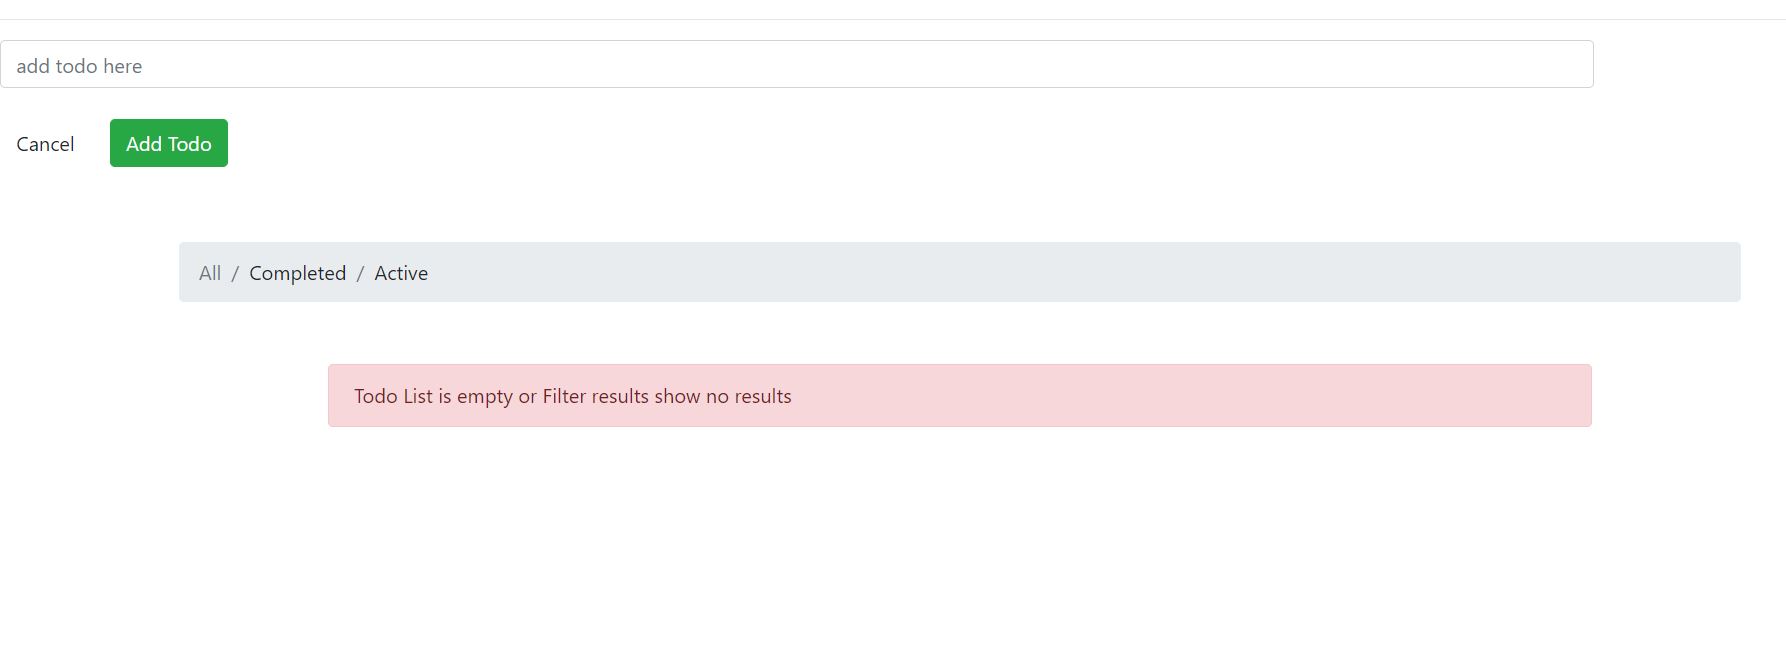 add todo here
Cancel Add Todo
All / Completed / Active
Todo List is empty or Filter results show no results